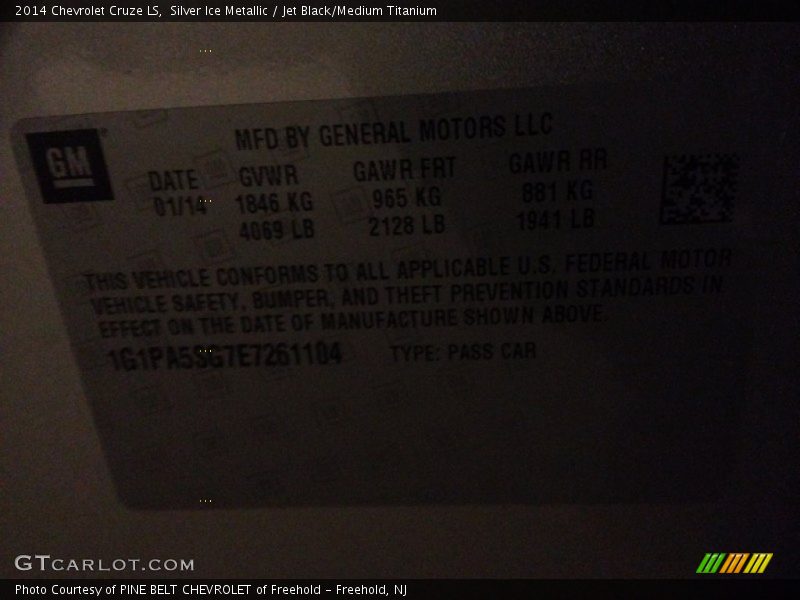 2014 Chevrolet Cruze LS,  Silver Ice Metallic / Jet Black/Medium Titanium
GM
MFD BY GENERAL MOTORS LLC
DATE GVWR GAWR FRT GAWR RR
01/14 1846 KG 965 KG 881 KG
4069 LB 2128 LB 1941 LB
THIS VEHICLE CONFORMS TO ALL APPLICABLE U.S. FEDERAL MOTOR
VEHICLE SAFETY, BUMPER, AND THEFT PREVENTION STANDARDS IN
EFFECT ON THE DATE OF MANUFACTURE SHOWN ABOVE.
1G1PA5SG7E7261104 TYPE: PASS CAR
GTCARLOT.COM
Photo Courtesy of PINE BELT CHEVROLET of Freehold – Freehold, NJ